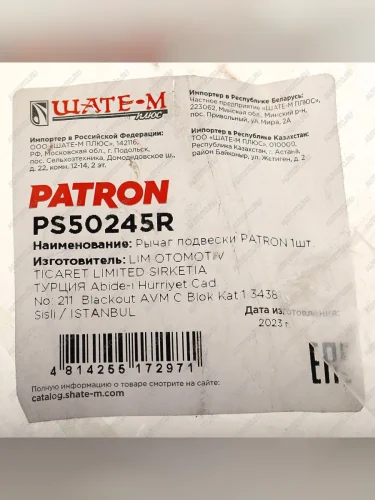 ШАТЕ-М
ПЛЮС
Импортер в Российской Федерации:
ООО «ШАТЕ-М ПЛЮС», 142116,
РФ, Московская обл., г. Подольск,
пос. Сельхозтехника, Домодедовское ш.,
д. 22, комн. 12-14, 2 эт.
Импортер в Республике Беларусь:
Частное предприятие «ШАТЕ-М ПЛЮС»,
223062, Минская обл., Минский р-н,
пос. Привольный, ул. Мира, 2А
Импортер в Республике Казахстан:
ТОО «ШАТЕ-М ПЛЮС», 010000,
Республика Казахстан, г. Астана,
район Байконыр, ул. Жетиген, д. 2
PATRON
PS50245R
Наименование: Рычаг подвески PATRON 1шт
Изготовитель: LIM OTOMOTIV
TICARET LIMITED SIRKETIA
ТУРЦИЯ Abide-i Hurriyet Cad.
No: 211 Blackout AVM C Blok Kat 1 3438
Sisli / ISTANBUL
Дата изготовления:
2023 г.
4 814255 172971
EAC
Полную информацию о товаре смотрите на сайте
catalog.shate-m.com